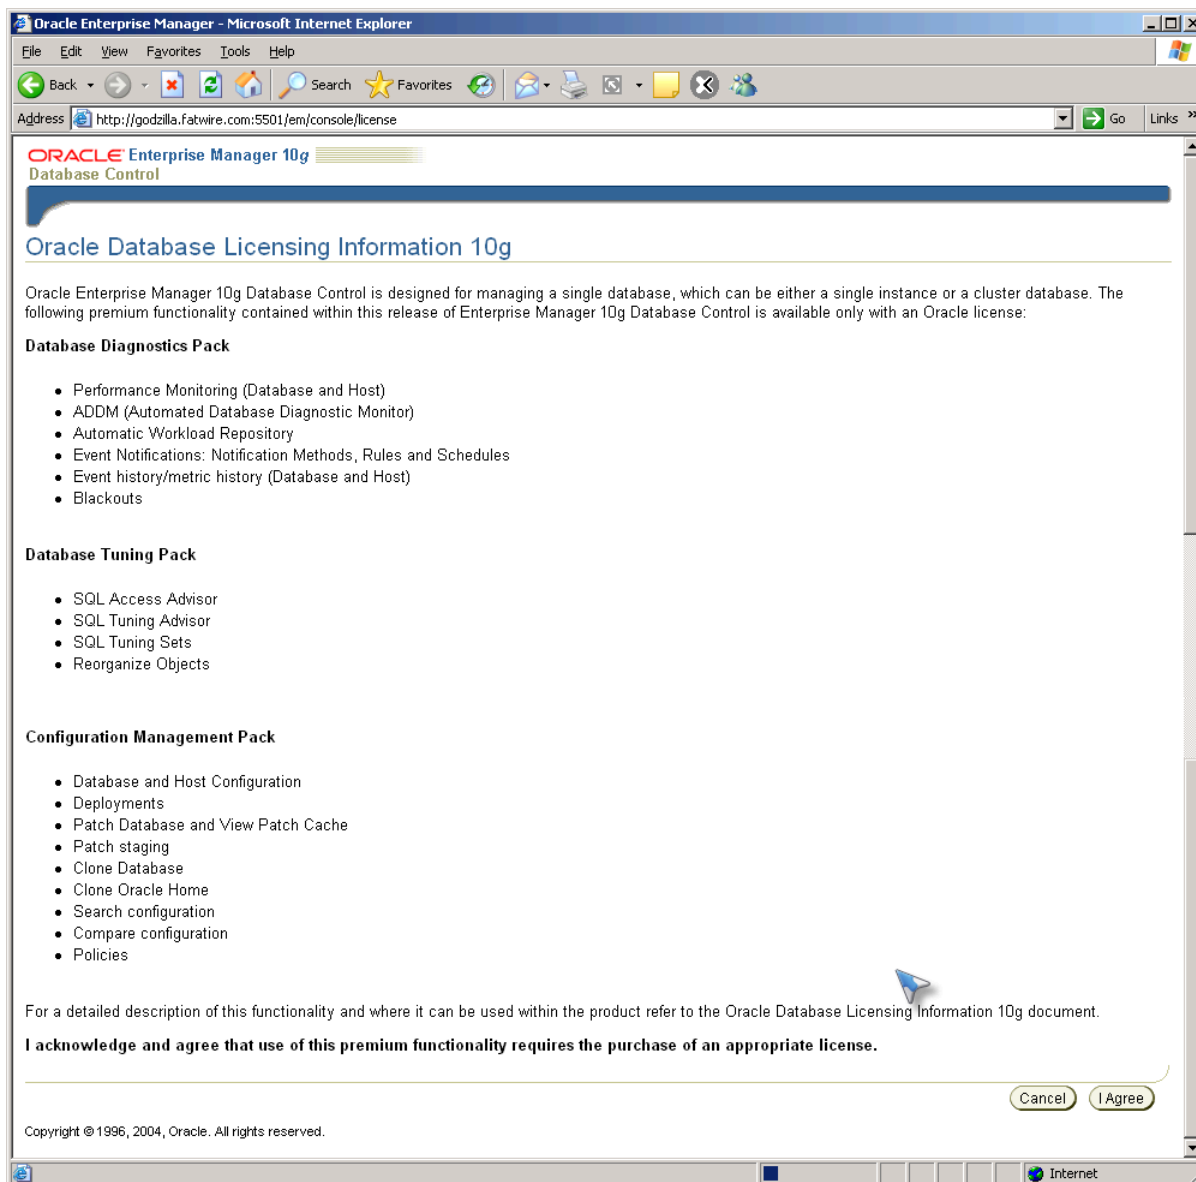 Oracle Enterprise Manager - Microsoft Internet Explorer
File Edit View Favorites Tools Help
Back Search Favorites
Address http://godzilla.fatwire.com:5501/em/console/license Go Links »
ORACLE Enterprise Manager 10g
Database Control
Oracle Database Licensing Information 10g
Oracle Enterprise Manager 10g Database Control is designed for managing a single database, which can be either a single instance or a cluster database. The
following premium functionality contained within this release of Enterprise Manager 10g Database Control is available only with an Oracle license:
Database Diagnostics Pack
• Performance Monitoring (Database and Host)
• ADDM (Automated Database Diagnostic Monitor)
• Automatic Workload Repository
• Event Notifications: Notification Methods, Rules and Schedules
• Event history/metric history (Database and Host)
• Blackouts
Database Tuning Pack
• SQL Access Advisor
• SQL Tuning Advisor
• SQL Tuning Sets
• Reorganize Objects
Configuration Management Pack
• Database and Host Configuration
• Deployments
• Patch Database and View Patch Cache
• Patch staging
• Clone Database
• Clone Oracle Home
• Search configuration
• Compare configuration
• Policies
For a detailed description of this functionality and where it can be used within the product refer to the Oracle Database Licensing Information 10g document.
I acknowledge and agree that use of this premium functionality requires the purchase of an appropriate license.
Cancel I Agree
Copyright © 1996, 2004, Oracle. All rights reserved.
Internet